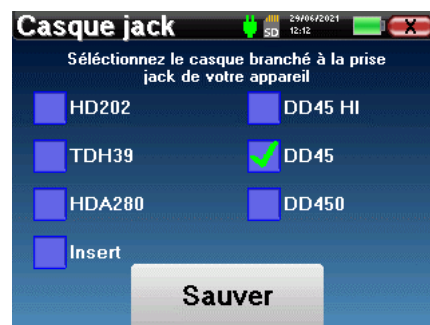 Casque jack
SD
29/06/2021
12:12
X
Séléctionnez le casque branché à la prise
jack de votre appareil
HD202
DD45 HI
TDH39
DD45
HDA280
DD450
Insert
Sauver